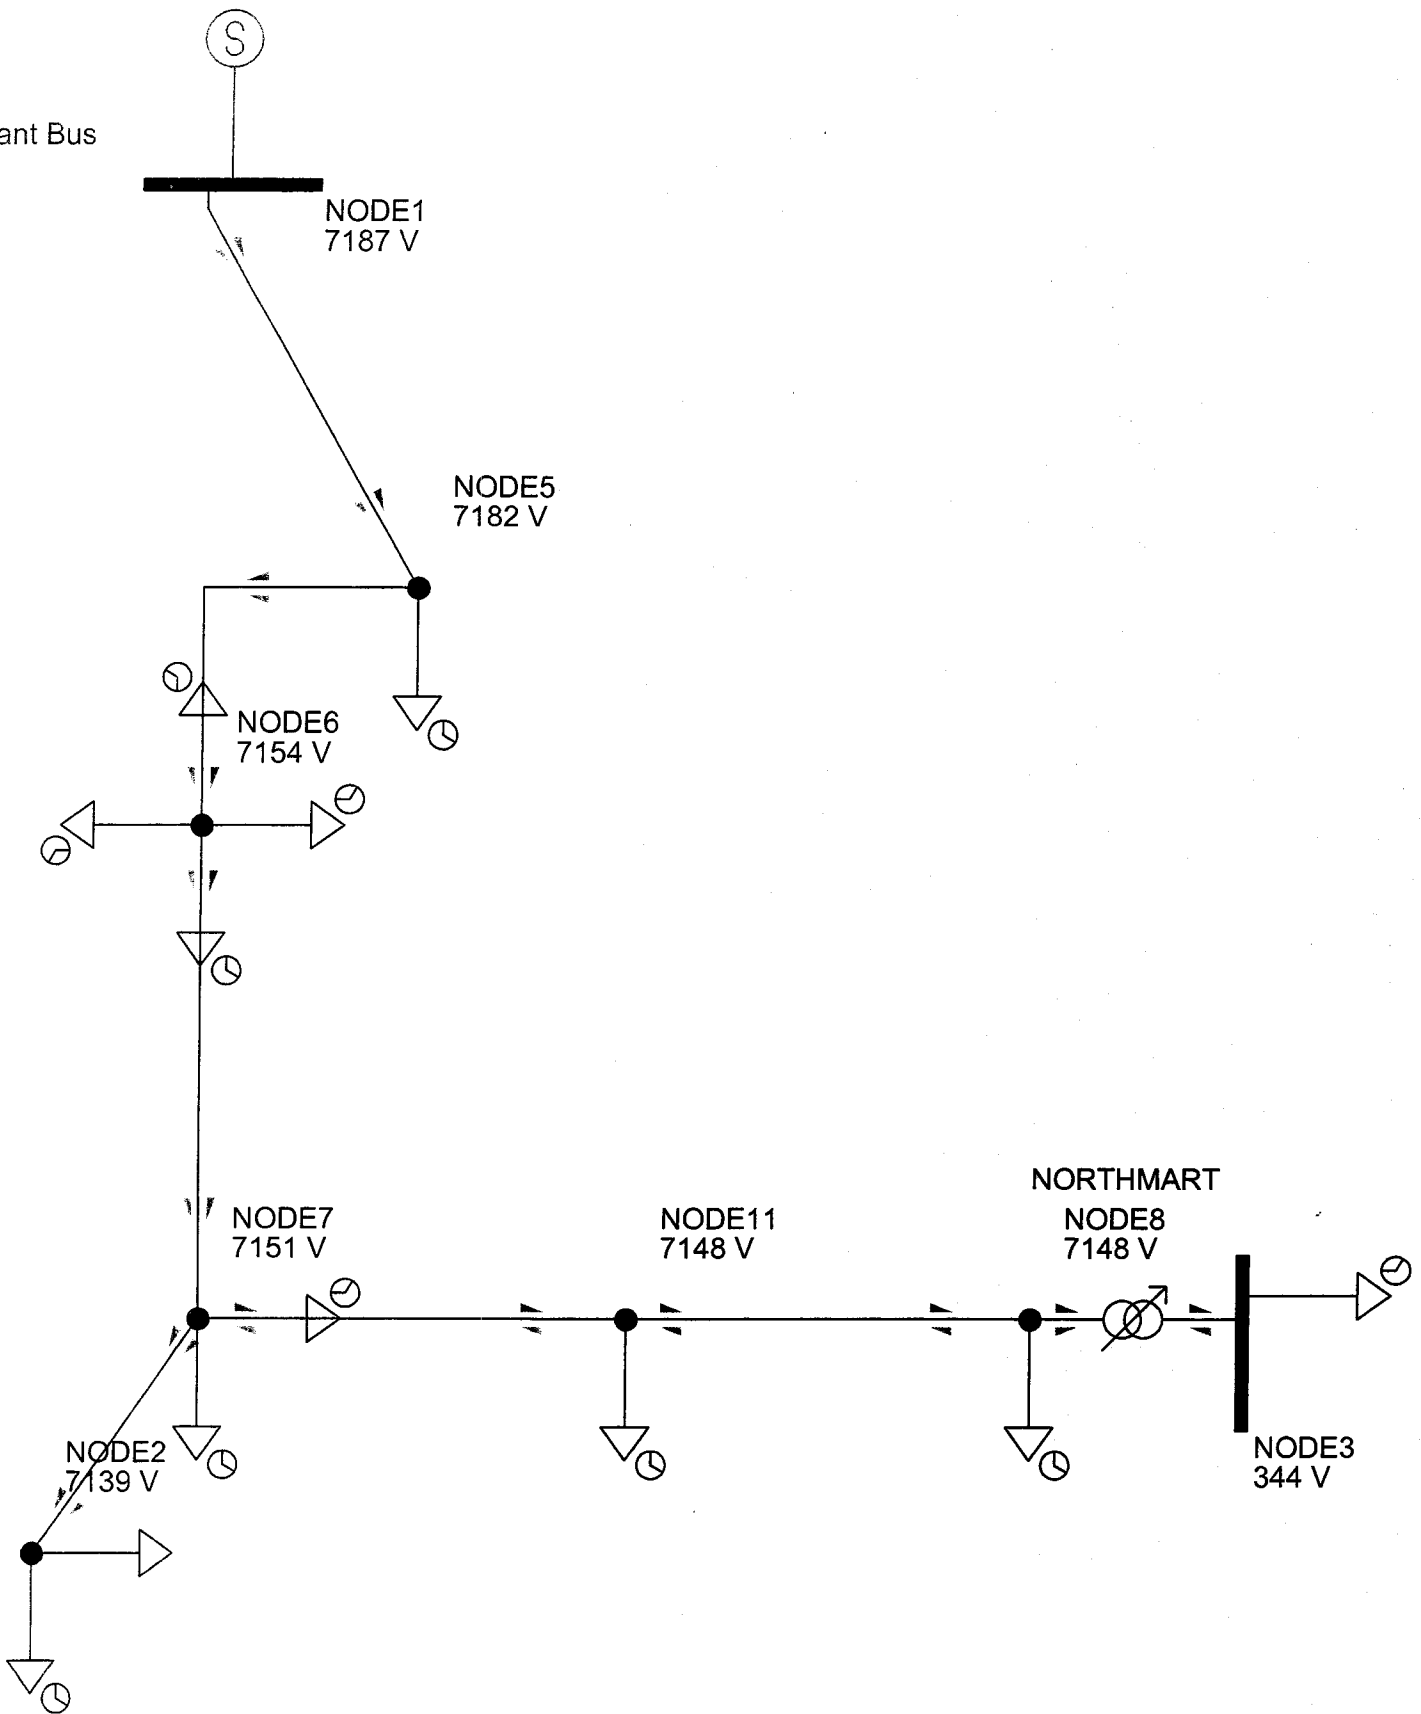 S
ant Bus
NODE1
7187 V
NODE5
7182 V
NODE6
7154 V
NORTHMART
NODE7
7151 V
NODE11
7148 V
NODE8
7148 V
NODE2
7139 V
NODE3
344 V